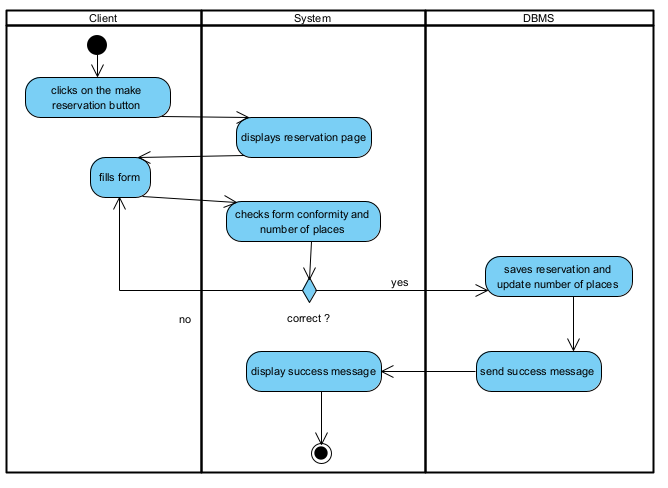 Client
System
DBMS
clicks on the make
reservation button
displays reservation page
fills form
checks form conformity and
number of places
yes
saves reservation and
update number of places
no
correct ?
display success message
send success message